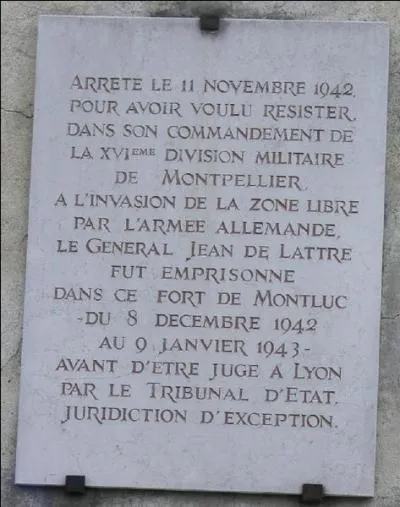 ARRETE LE 11 NOVEMBRE 1942,
POUR AVOIR VOULU RESISTER,
DANS SON COMMANDEMENT DE
LA XVIEME DIVISION MILITAIRE
DE MONTPELLIER,
A L'INVASION DE LA ZONE LIBRE
PAR L'ARMEE ALLEMANDE,
LE GENERAL JEAN DE LATTRE
FUT EMPRISONNE
DANS CE FORT DE MONTLUC
-DU 8 DECEMBRE 1942
AU 9 JANVIER 1943-
AVANT D'ETRE JUGE A LYON
PAR LE TRIBUNAL D'ETAT,
JURIDICTION D'EXCEPTION.